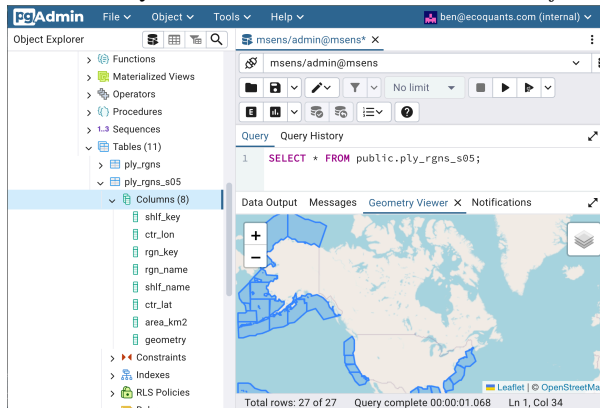 pgAdmin File Object Tools Help ben@ecoquants.com (internal)
Object Explorer
msens/admin@msens* ×
Functions
Materialized Views
Operators
Procedures
1..3 Sequences
Tables (11)
ply_rgns
ply_rgns_s05
Columns (8)
shlf_key
ctr_lon
rgn_key
rgn_name
shlf_name
ctr_lat
area_km2
geometry
Constraints
Indexes
RLS Policies
msens/admin@msens
No limit
E
Query Query History
1 SELECT * FROM public.ply_rgns_s05;
Data Output Messages Geometry Viewer × Notifications
+
−
Leaflet | © OpenStreetMa
Total rows: 27 of 27 Query complete 00:00:01.068 Ln 1, Col 34